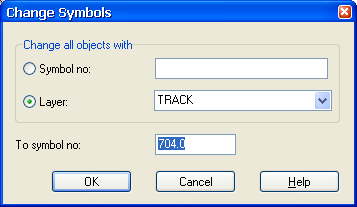 Change Symbols
Change all objects with
Symbol no:
Layer: TRACK
To symbol no: 704.0
OK Cancel Help